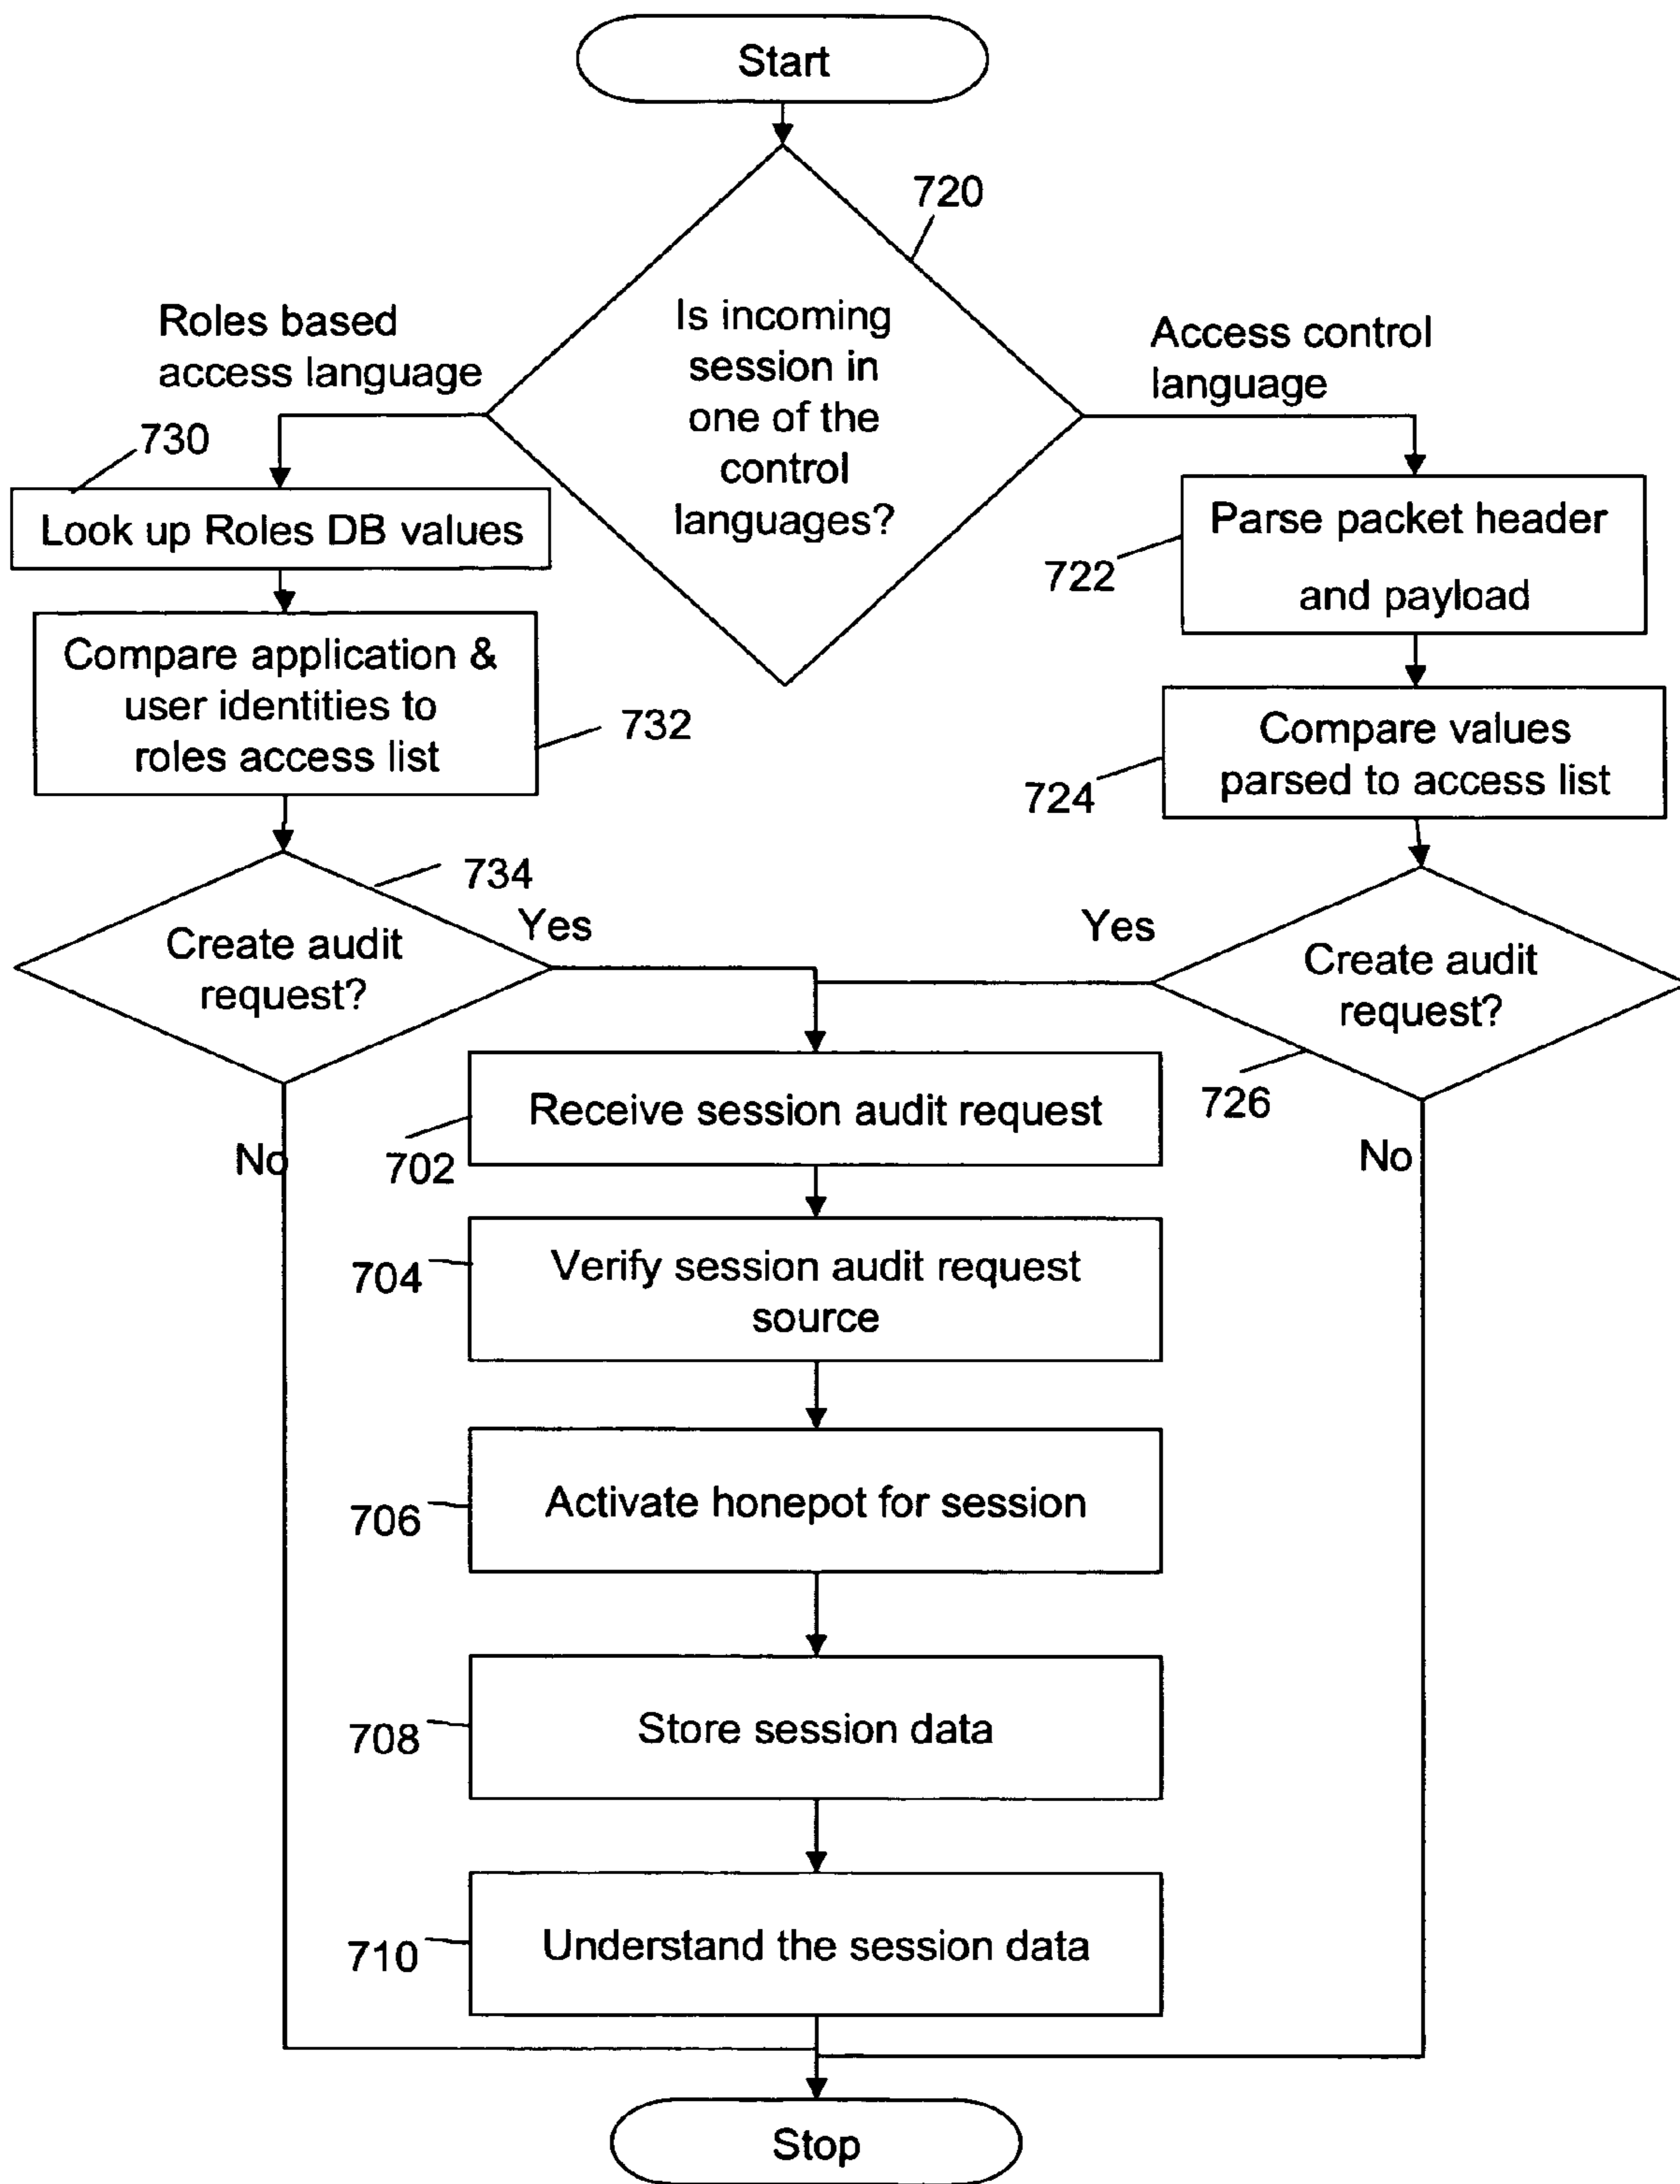 Start
720
Is incoming
session in
one of the
control
languages?
Roles based
access language
Access control
language
730
Look up Roles DB values
Parse packet header
and payload
722
Compare application &
user identities to
roles access list
732
Compare values
parsed to access list
724
734
Yes
Create audit
request?
Yes
Create audit
request?
726
No
No
Receive session audit request
702
Verify session audit request
source
704
Activate honepot for session
706
Store session data
708
Understand the session data
710
Stop